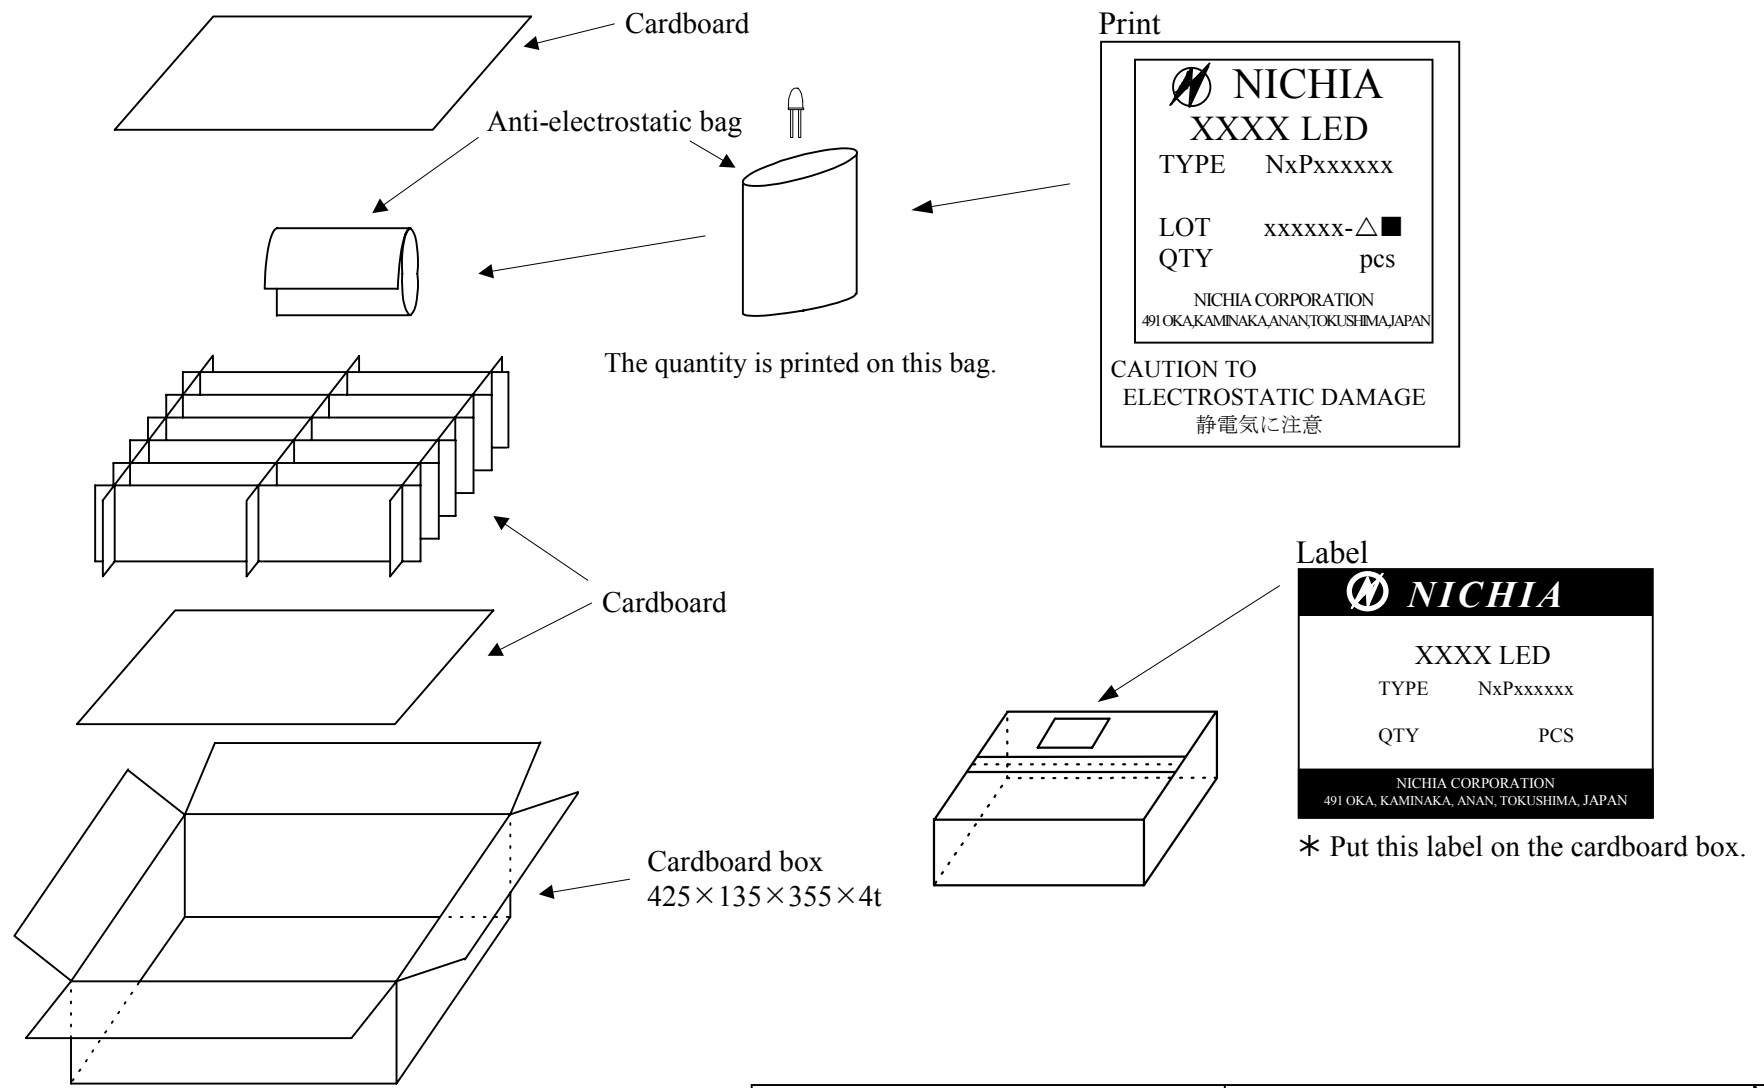 Cardboard
Anti-electrostatic bag
The quantity is printed on this bag.
Cardboard
Cardboard box
425×135×355×4t
Print
NICHIA
XXXX LED
TYPE NxPxxxxxx
LOT xxxxxx-△■
QTY pcs
NICHIA CORPORATION
491 OKA,KAMINAKA,ANAN,TOKUSHIMA,JAPAN
CAUTION TO
ELECTROSTATIC DAMAGE
静電気に注意
Label
NICHIA
XXXX LED
TYPE NxPxxxxxx
QTY PCS
NICHIA CORPORATION
491 OKA, KAMINAKA, ANAN, TOKUSHIMA, JAPAN
＊ Put this label on the cardboard box.